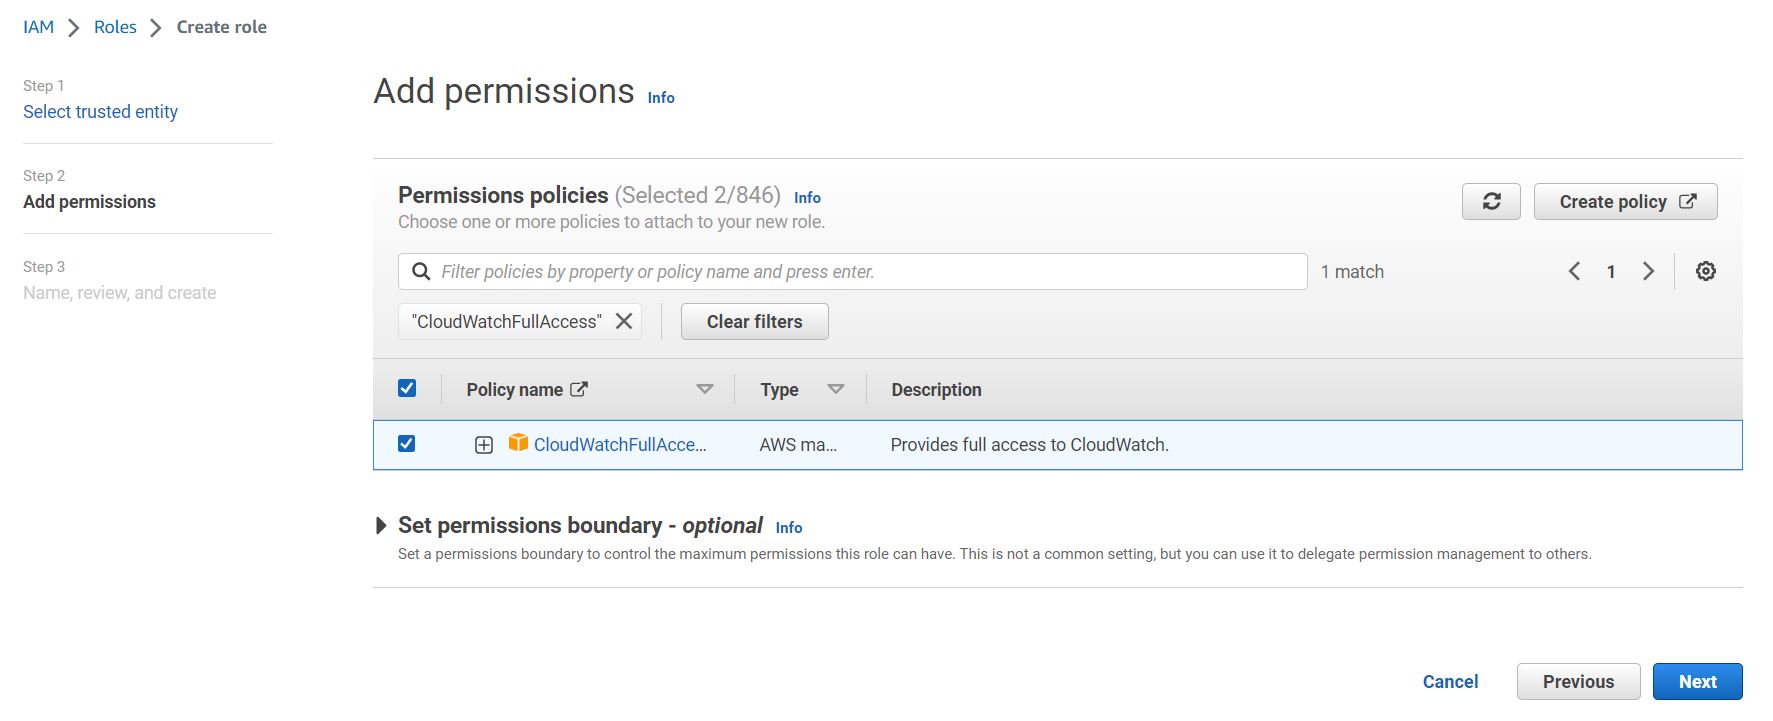 IAM > Roles > Create role
Step 1
Select trusted entity
Step 2
Add permissions
Step 3
Name, review, and create
Add permissions Info
Permissions policies (Selected 2/846) Info
Choose one or more policies to attach to your new role.
Create policy
Filter policies by property or policy name and press enter.
1 match
1
"CloudWatchFullAccess"
Clear filters
Policy name Type Description
CloudWatchFullAcce... AWS ma... Provides full access to CloudWatch.
Set permissions boundary - optional Info
Set a permissions boundary to control the maximum permissions this role can have. This is not a common setting, but you can use it to delegate permission management to others.
Cancel Previous Next